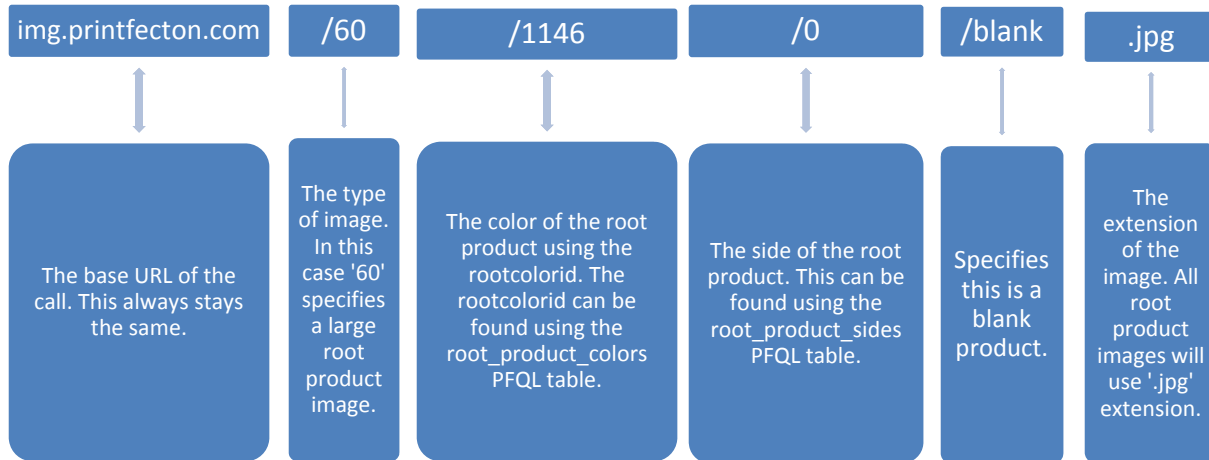 img.printfecton.com
/60
/1146
/0
/blank
.jpg
The base URL of the
call. This always stays
the same.
The type
of image.
In this
case '60'
specifies
a large
root
product
image.
The color of the root
product using the
rootcolorid. The
rootcolorid can be
found using the
root_product_colors
PFQL table.
The side of the root
product. This can be
found using the
root_product_sides
PFQL table.
Specifies
this is a
blank
product.
The
extension
of the
image. All
root
product
images will
use '.jpg'
extension.